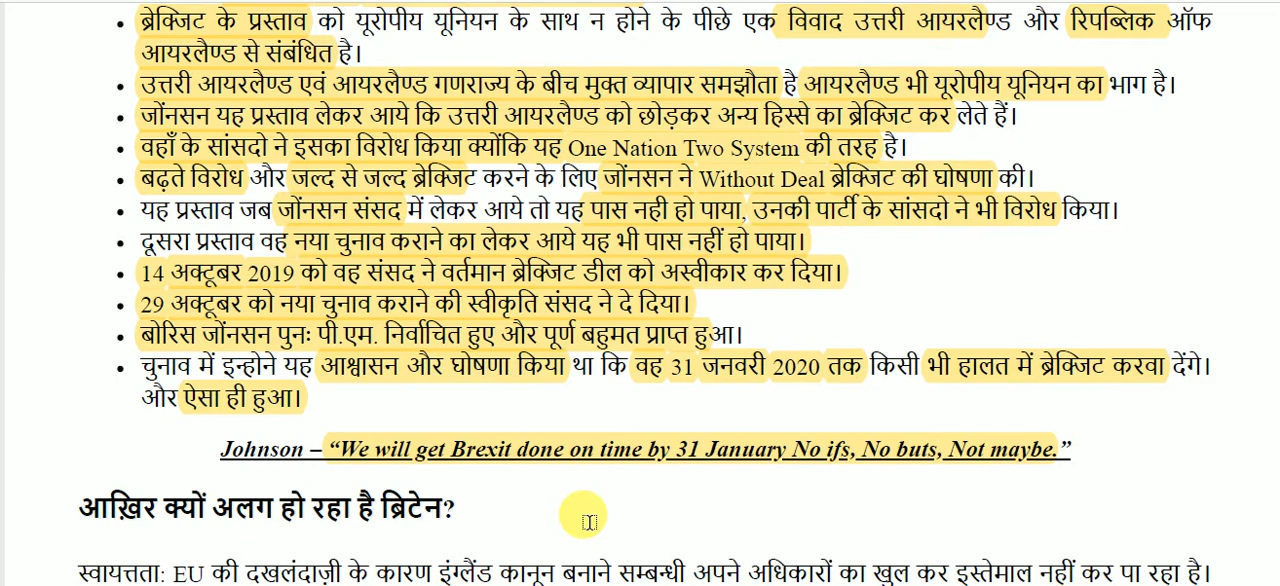 • ब्रेक्जिट के प्रस्ताव को यूरोपीय यूनियन के साथ न होने के पीछे एक विवाद उत्तरी आयरलैण्ड और रिपब्लिक ऑफ
आयरलैण्ड से संबंधित है।
• उत्तरी आयरलैण्ड एवं आयरलैण्ड गणराज्य के बीच मुक्त व्यापार समझौता है आयरलैण्ड भी यूरोपीय यूनियन का भाग है।
• जोंनसन यह प्रस्ताव लेकर आये कि उत्तरी आयरलैण्ड को छोड़कर अन्य हिस्से का ब्रेक्जिट कर लेते हैं।
• वहाँ के सांसदो ने इसका विरोध किया क्योंकि यह One Nation Two System की तरह है।
• बढ़ते विरोध और जल्द से जल्द ब्रेक्जिट करने के लिए जोंनसन ने Without Deal ब्रेक्जिट की घोषणा की।
• यह प्रस्ताव जब जोंनसन संसद में लेकर आये तो यह पास नही हो पाया, उनकी पार्टी के सांसदो ने भी विरोध किया।
• दूसरा प्रस्ताव वह नया चुनाव कराने का लेकर आये यह भी पास नहीं हो पाया।
• 14 अक्टूबर 2019 को वह संसद ने वर्तमान ब्रेक्जिट डील को अस्वीकार कर दिया।
• 29 अक्टूबर को नया चुनाव कराने की स्वीकृति संसद ने दे दिया।
• बोरिस जोंनसन पुनः पी.एम. निर्वाचित हुए और पूर्ण बहुमत प्राप्त हुआ।
• चुनाव में इन्होने यह आश्वासन और घोषणा किया था कि वह 31 जनवरी 2020 तक किसी भी हालत में ब्रेक्जिट करवा देंगे।
और ऐसा ही हुआ।
Johnson – “We will get Brexit done on time by 31 January No ifs, No buts, Not maybe.”
आख़िर क्यों अलग हो रहा है ब्रिटेन?
स्वायत्तता: EU की दखलंदाज़ी के कारण इंग्लैंड कानून बनाने सम्बन्धी अपने अधिकारों का खुल कर इस्तेमाल नहीं कर पा रहा है।